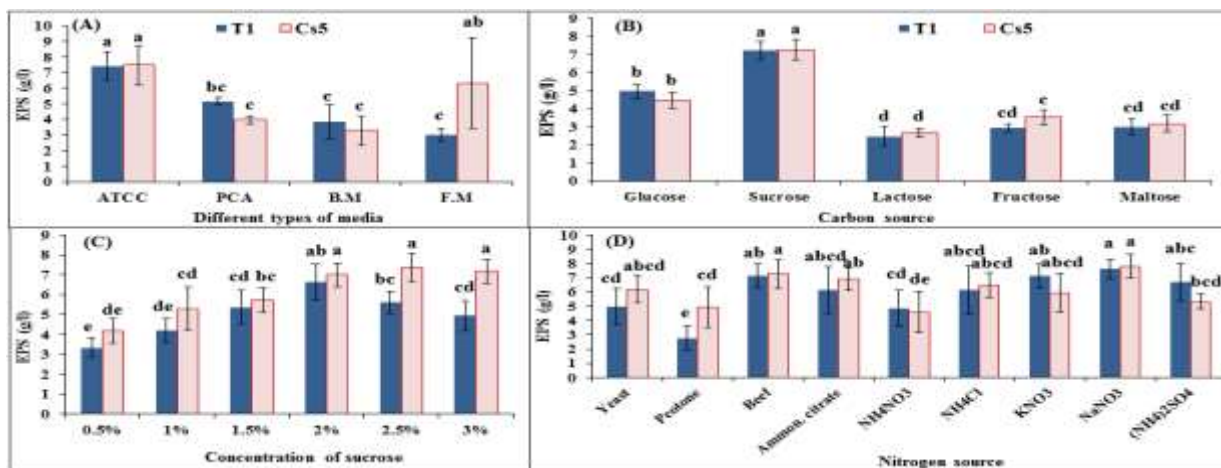 (A)
T1 Cs5
EPS (g/l)
10
9
8
7
6
5
4
3
2
1
0
a a bc c c c c ab
ATCC PCA B.M F.M
Different types of media
(B)
T1 Cs5
EPS (g/l)
9
8
7
6
5
4
3
2
1
0
b b a a d d cd c cd cd
Glucose Sucrose Lactose Fructose Maltose
Carbon source
(C)
EPS (g/l)
9
8
7
6
5
4
3
2
1
0
e de de cd cd bc ab a bc a cd a
0.5% 1% 1.5% 2% 2.5% 3%
Concentration of sucrose
(D)
EPS (g/l)
10
9
8
7
6
5
4
3
2
1
0
cd abcd e cd ab a abcd ab cd de abcd abcd ab abcd a a abc bcd
Yeast Peotone Beef Ammon. citrate NH4NO3 NH4Cl KNO3 NaNO3 (NH4)2SO4
Nitrogen source